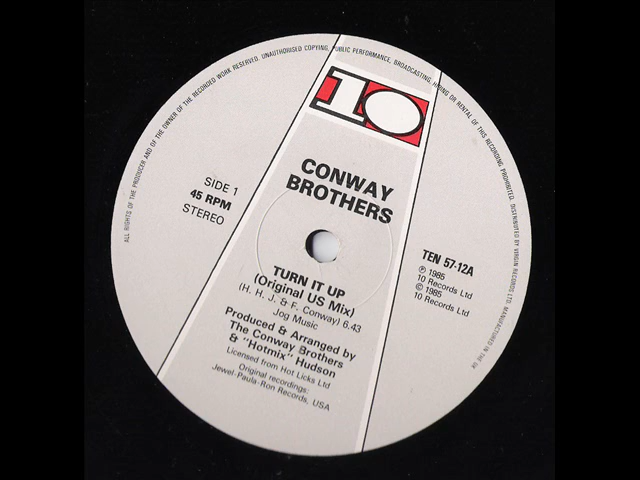 ALL RIGHTS OF THE PRODUCER AND OF THE OWNER OF THE RECORDED WORK RESERVED. UNAUTHORISED COPYING, PUBLIC PERFORMANCE, BROADCASTING, HIRING OR RENTAL OF THIS RECORDING PROHIBITED. DISTRIBUTED BY VIRGIN RECORDS LTD. MANUFACTURED IN THE UK
10
CONWAY
BROTHERS
SIDE 1
45 RPM
STEREO
TEN 57-12A
℗ 1985
10 Records Ltd
© 1985
10 Records Ltd
TURN IT UP
(Original US Mix)
(H. H. J. & F. Conway) 6.43
Jog Music
Produced & Arranged by
The Conway Brothers
& "Hotmix" Hudson
Licensed from Hot Licks Ltd
Original recordings:
Jewel-Paula-Ron Records, USA